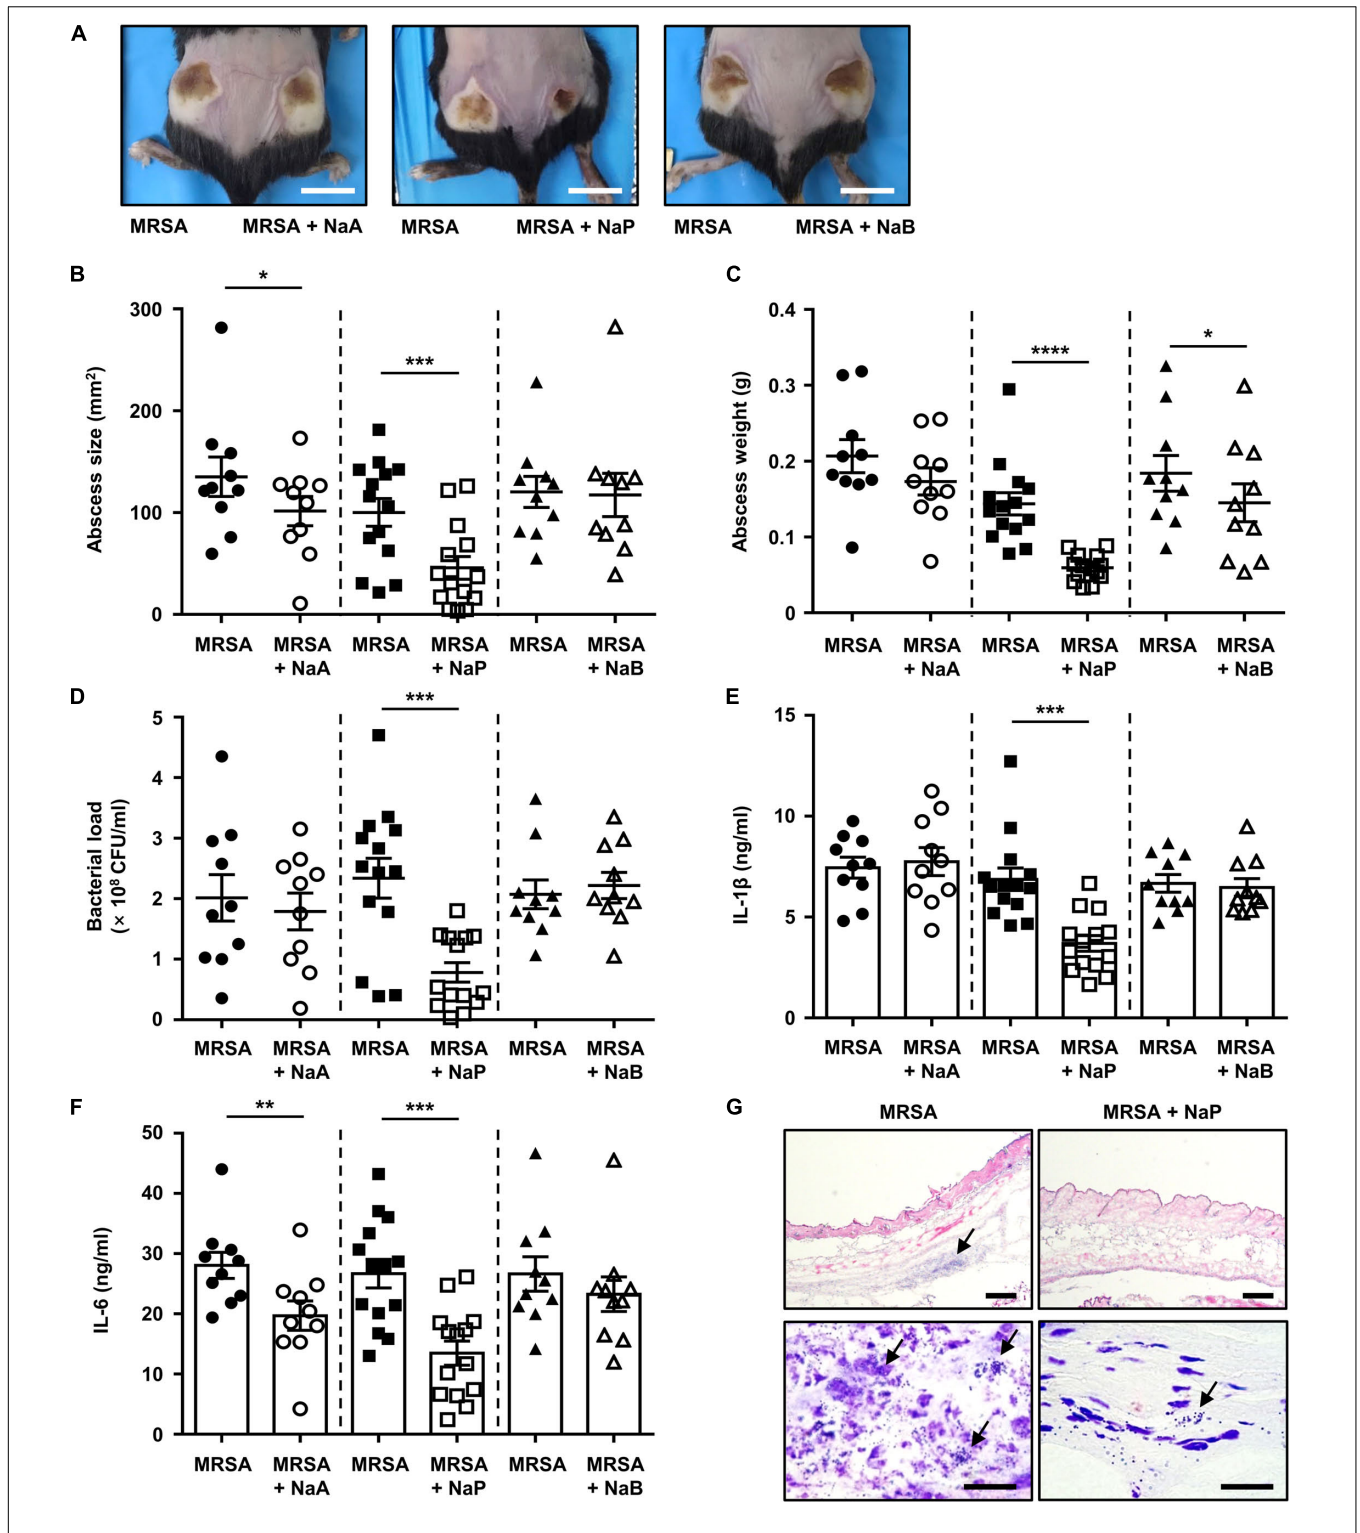 A
MRSA MRSA + NaA MRSA MRSA + NaP MRSA MRSA + NaB
B
*
***
Abscess size (mm²)
300
200
100
0
MRSA MRSA + NaA MRSA MRSA + NaP MRSA MRSA + NaB
C
****
*
Abscess weight (g)
0.4
0.3
0.2
0.1
0
MRSA MRSA + NaA MRSA MRSA + NaP MRSA MRSA + NaB
D
***
Bacterial load
(× 10⁸ CFU/ml)
5
4
3
2
1
0
MRSA MRSA + NaA MRSA MRSA + NaP MRSA MRSA + NaB
E
***
IL-1β (ng/ml)
15
10
5
0
MRSA MRSA + NaA MRSA MRSA + NaP MRSA MRSA + NaB
F
**
***
IL-6 (ng/ml)
50
40
30
20
10
0
MRSA MRSA + NaA MRSA MRSA + NaP MRSA MRSA + NaB
G
MRSA MRSA + NaP